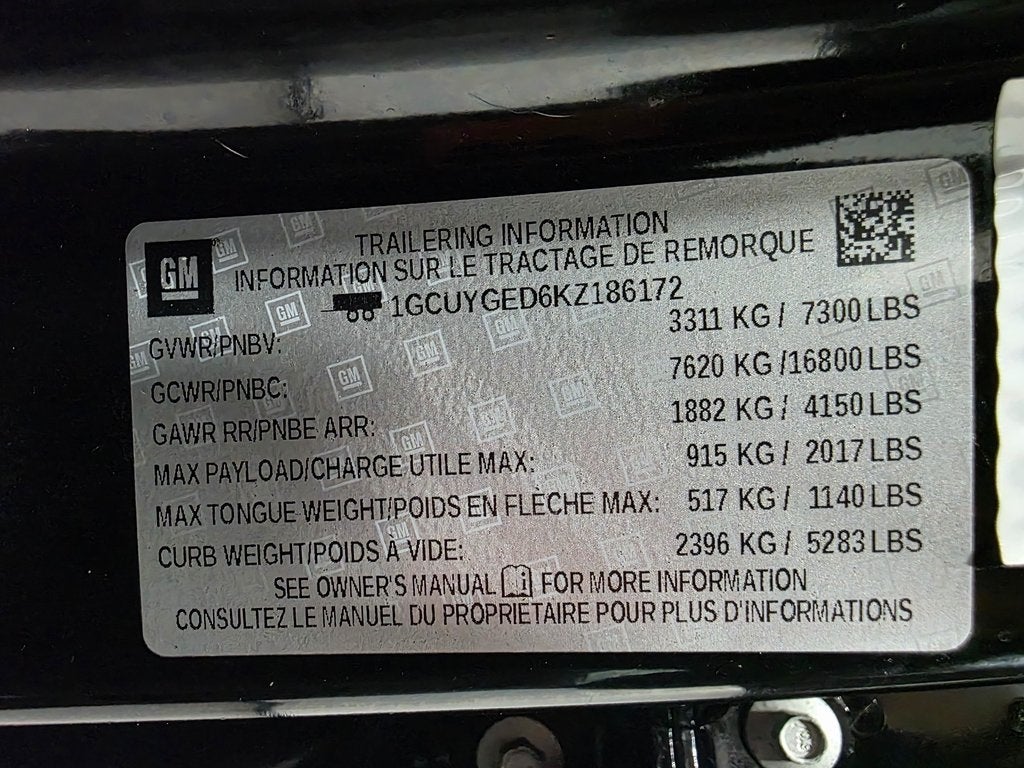 GM
TRAILERING INFORMATION
INFORMATION SUR LE TRACTAGE DE REMORQUE
1GCUYGED6KZ186172
GVWR/PNBV: 3311 KG / 7300 LBS
GCWR/PNBC: 7620 KG /16800 LBS
GAWR RR/PNBE ARR: 1882 KG / 4150 LBS
MAX PAYLOAD/CHARGE UTILE MAX: 915 KG / 2017 LBS
MAX TONGUE WEIGHT/POIDS EN FLÈCHE MAX: 517 KG / 1140 LBS
CURB WEIGHT/POIDS À VIDE: 2396 KG / 5283 LBS
SEE OWNER'S MANUAL FOR MORE INFORMATION
CONSULTEZ LE MANUEL DU PROPRIÉTAIRE POUR PLUS D'INFORMATIONS